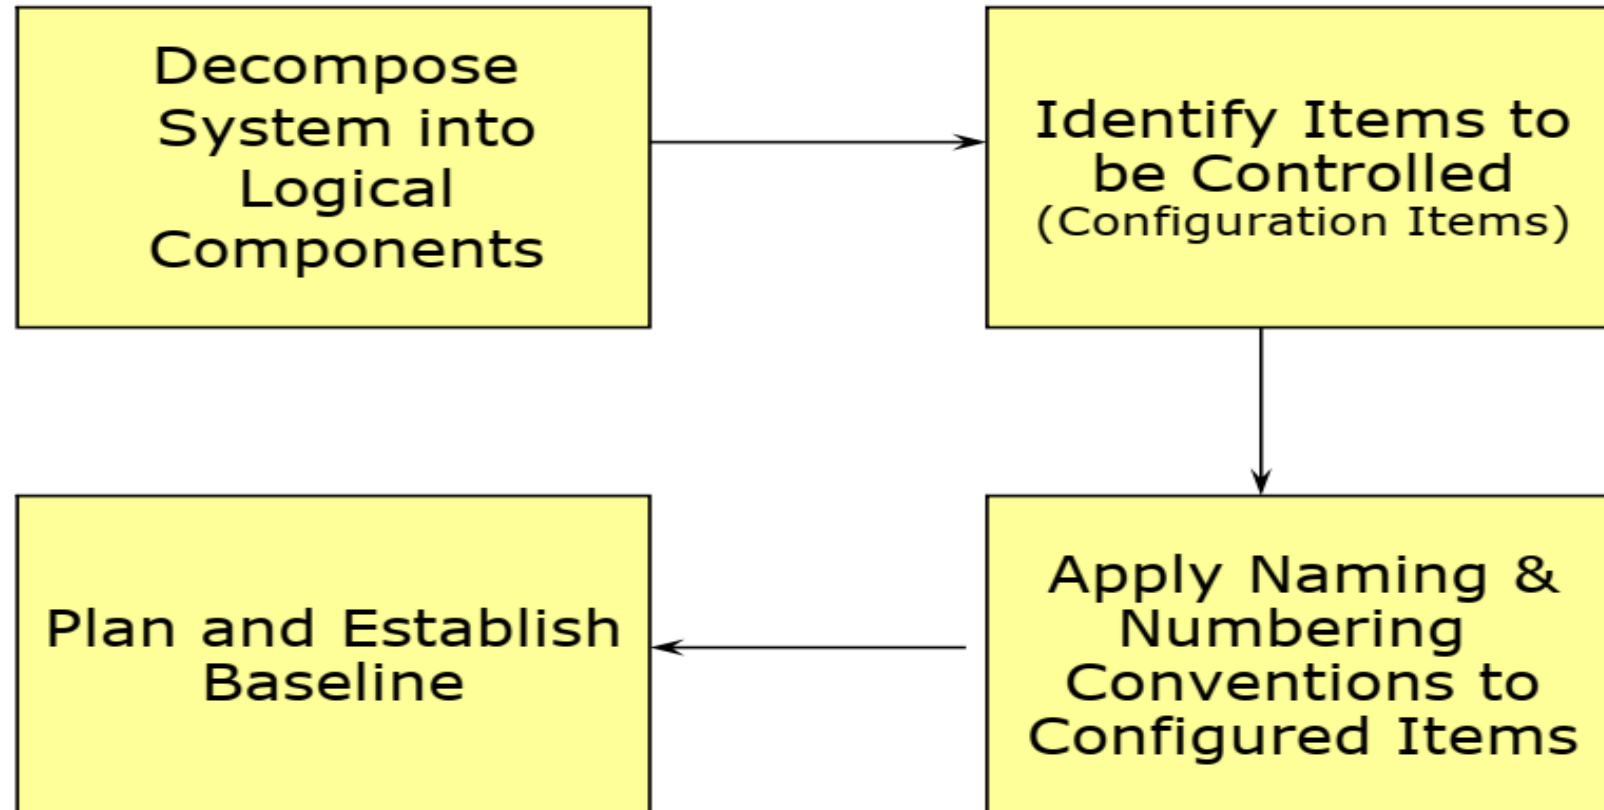 Decompose
System into
Logical
Components
Identify Items to
be Controlled
(Configuration Items)
Apply Naming &
Numbering
Conventions to
Configured Items
Plan and Establish
Baseline